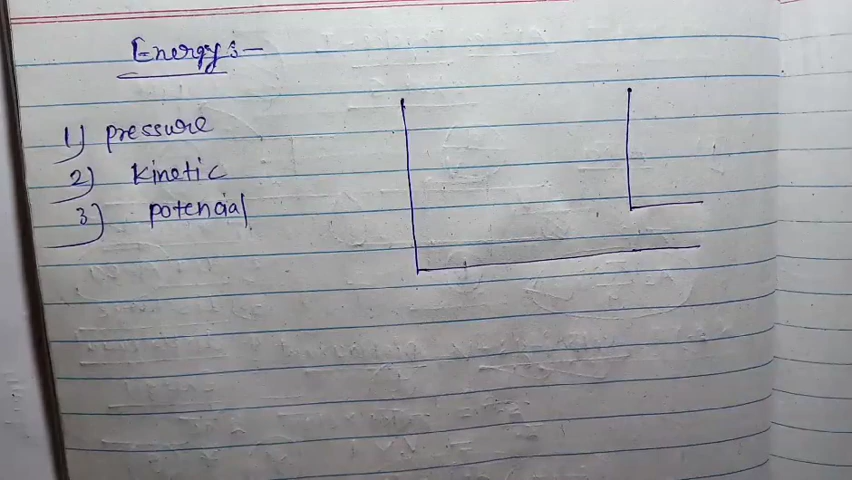 Energy :-
1) pressure
2) kinetic
3) potencial